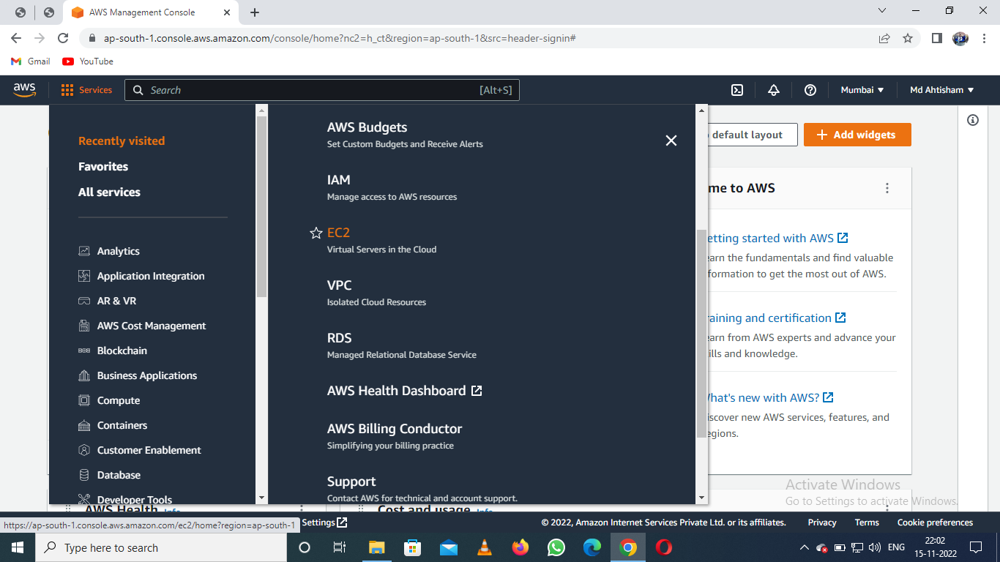 AWS Management Console
ap-south-1.console.aws.amazon.com/console/home?nc2=h_ct&region=ap-south-1&src=header-signin#
Gmail
YouTube
aws
Services
Search
[Alt+S]
Mumbai
Md Ahtisham
Recently visited
Favorites
All services
Analytics
Application Integration
AR & VR
AWS Cost Management
Blockchain
Business Applications
Compute
Containers
Customer Enablement
Database
Developer Tools
AWS Budgets
Set Custom Budgets and Receive Alerts
IAM
Manage access to AWS resources
EC2
Virtual Servers in the Cloud
VPC
Isolated Cloud Resources
RDS
Managed Relational Database Service
AWS Health Dashboard
AWS Billing Conductor
Simplifying your billing practice
Support
Contact AWS for technical and account support.
default layout
Add widgets
me to AWS
etting started with AWS
earn the fundamentals and find valuable
formation to get the most out of AWS.
raining and certification
earn from AWS experts and advance your
ills and knowledge.
hat's new with AWS?
iscover new AWS services, features, and
egions.
AWS Health Info
Cost and usage Info
Activate Windows
Go to Settings to activate Windows.
https://ap-south-1.console.aws.amazon.com/ec2/home?region=ap-south-1
Settings
© 2022, Amazon Internet Services Private Ltd. or its affiliates.
Privacy
Terms
Cookie preferences
Type here to search
ENG
22:02
15-11-2022